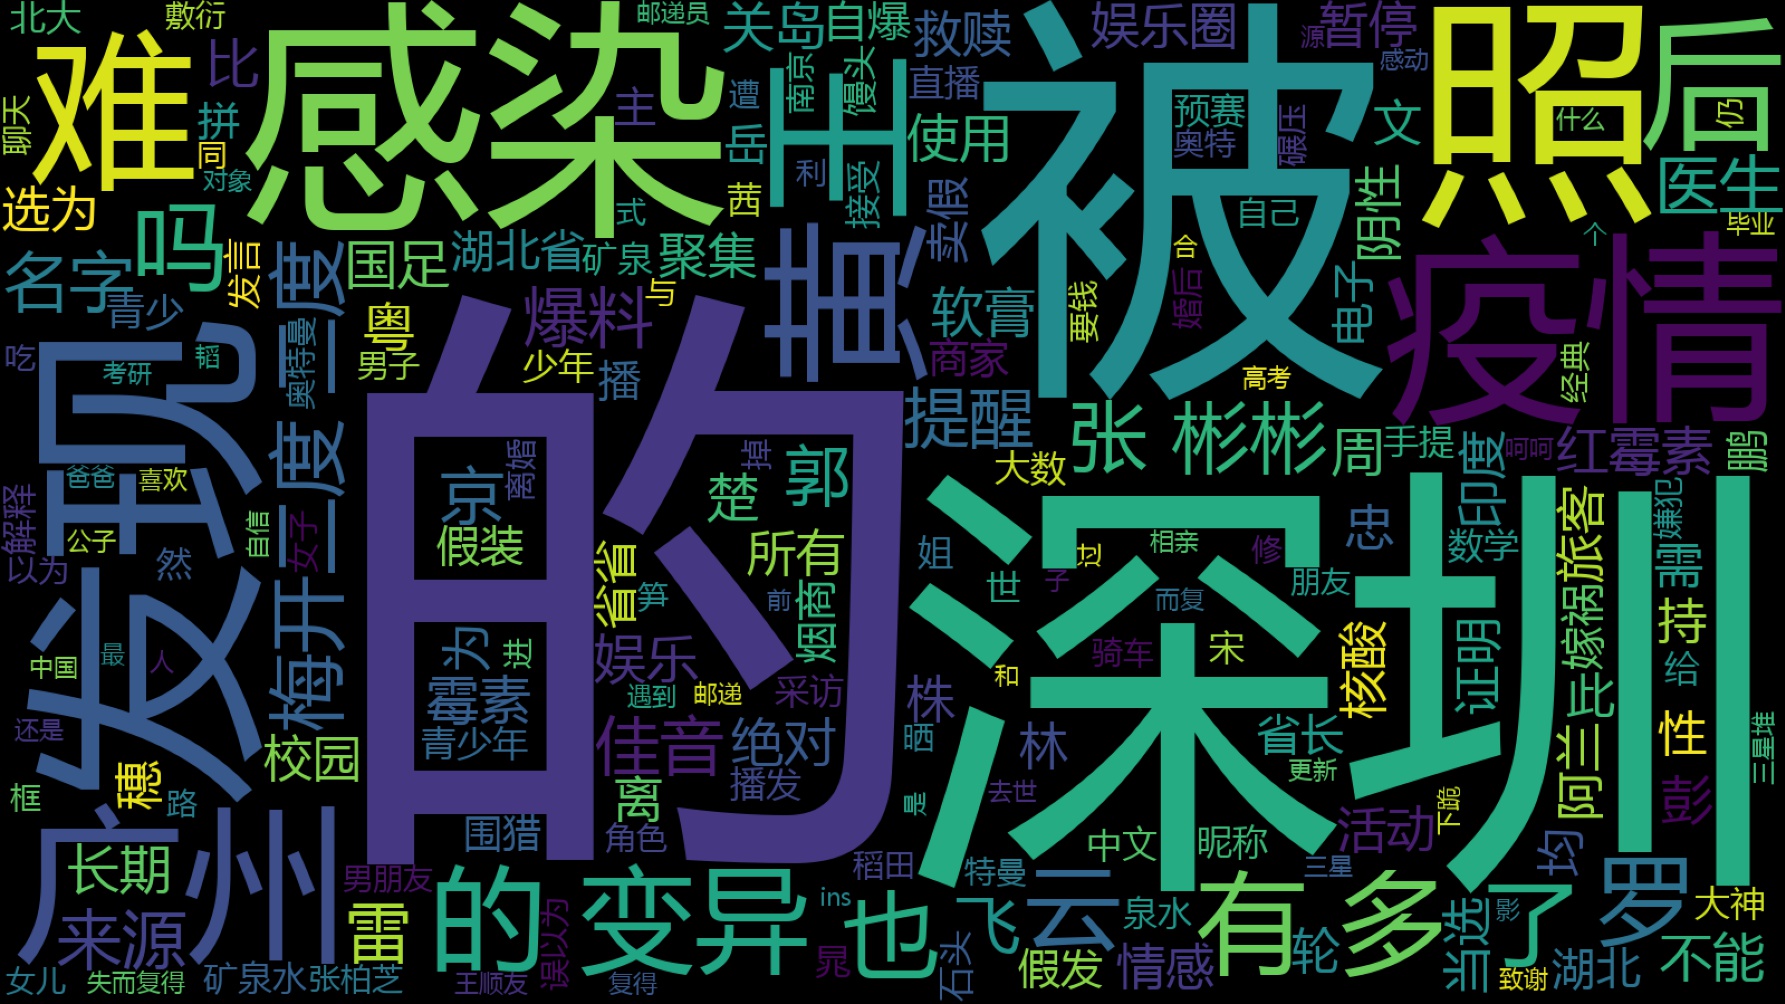 北大
敷衍
邮递员
关岛
自爆
救赎
娱乐圈
源
暂停
难
比
感染
主
遭
南京
馒头
直播
被
预赛
奥特
碾压
文
感动
照
什么
后
仍
聊天
拼
同
对象
岳
王
使用
医生
选为
吗
式
茜
利
接受
卖假
自己
阴性
个
毕业
名字
青少
发言
二度
国足
湖北省
矿泉
聚集
黄
软膏
合
婚后
要钱
电子
疫情
吃
考研
韬
奥特曼
粤
男子
爆料
与
少年
播
商家
高考
经典
发现
提醒
张
彬彬
周
手提
呵呵
红霉素
鹏
爸爸
喜欢
二度
的
京
离婚
掉
楚
郭
大数
印度
嫌犯
解释
公子
自信
女子
假装
省省
所有
姐
深圳
相亲
过
修
忠
数学
旅客
需
以为
然
梅开
笋
前
烟商
世
子
而复
朋友
嫁祸
持
中国
最
人
为
进
娱乐
遇到
邮递
采访
株
和
骑车
宋
核酸
证明
给
还是
霉素
青少年
佳音
绝对
晒
林
省长
阿兰
性
三星堆
框
穗
路
校园
离
播发
是
去世
更新
下跪
彭
广州
长期
围猎
角色
中文
昵称
活动
均
来源
男朋友
雷
的
变异
稻田
ins
也
特曼
飞
云
泉水
三星
有
多
当选
影
了
罗
大神
女儿
失而复得
矿泉水
张柏芝
王顺友
误以为
复得
晁
石头
假发
情感
轮
致谢
湖北
不能